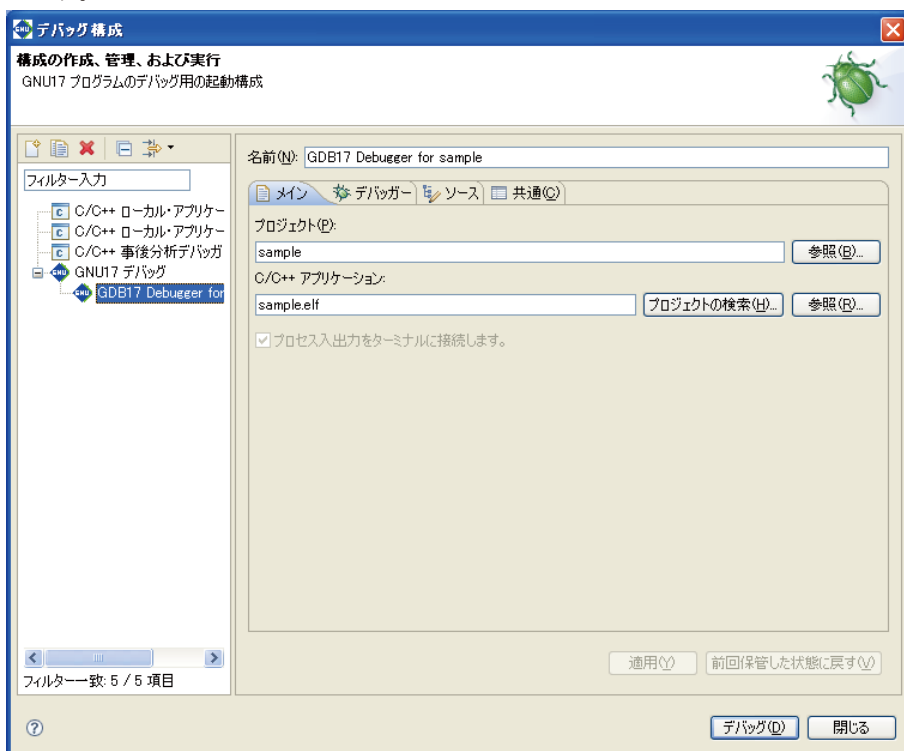 デバッグ構成
構成の作成、管理、および実行
GNU17 プログラムのデバッグ用の起動構成
フィルター入力
C/C++ ローカル・アプリケー
C/C++ ローカル・アプリケー
C/C++ 事後分析デバッガ
GNU17 デバッグ
GDB17 Debugger for
フィルター一致: 5 / 5 項目
名前(N): GDB17 Debugger for sample
メイン デバッガー ソース 共通(C)
プロジェクト(P):
sample 参照(B)...
C/C++ アプリケーション:
sample.elf プロジェクトの検索(H)... 参照(R)...
プロセス入出力をターミナルに接続します。
適用(Y) 前回保管した状態に戻す(V)
デバッグ(D) 閉じる